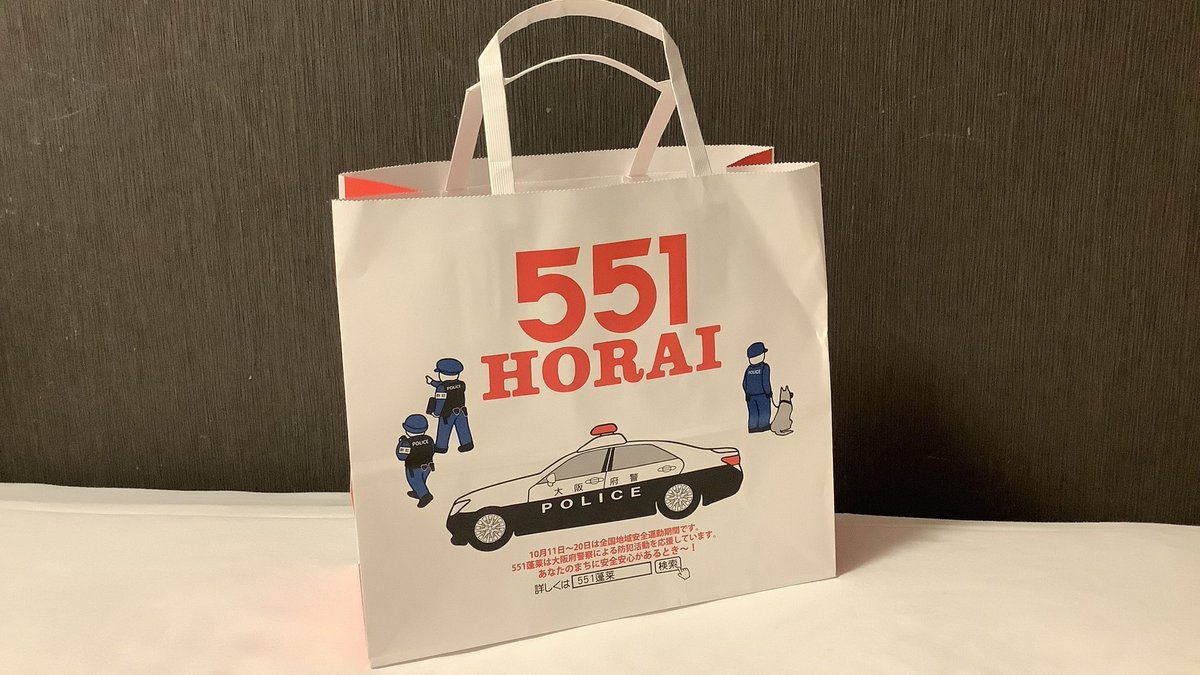 551
HORAI
POLICE
POLICE
POLICE
大阪府警
POLICE
10月11日～20日は全国地域安全運動期間です。
551蓬莱は大阪府警察による防犯活動を応援しています。
あなたのまちに安全安心があるとき～！
詳しくは 551蓬莱 検索